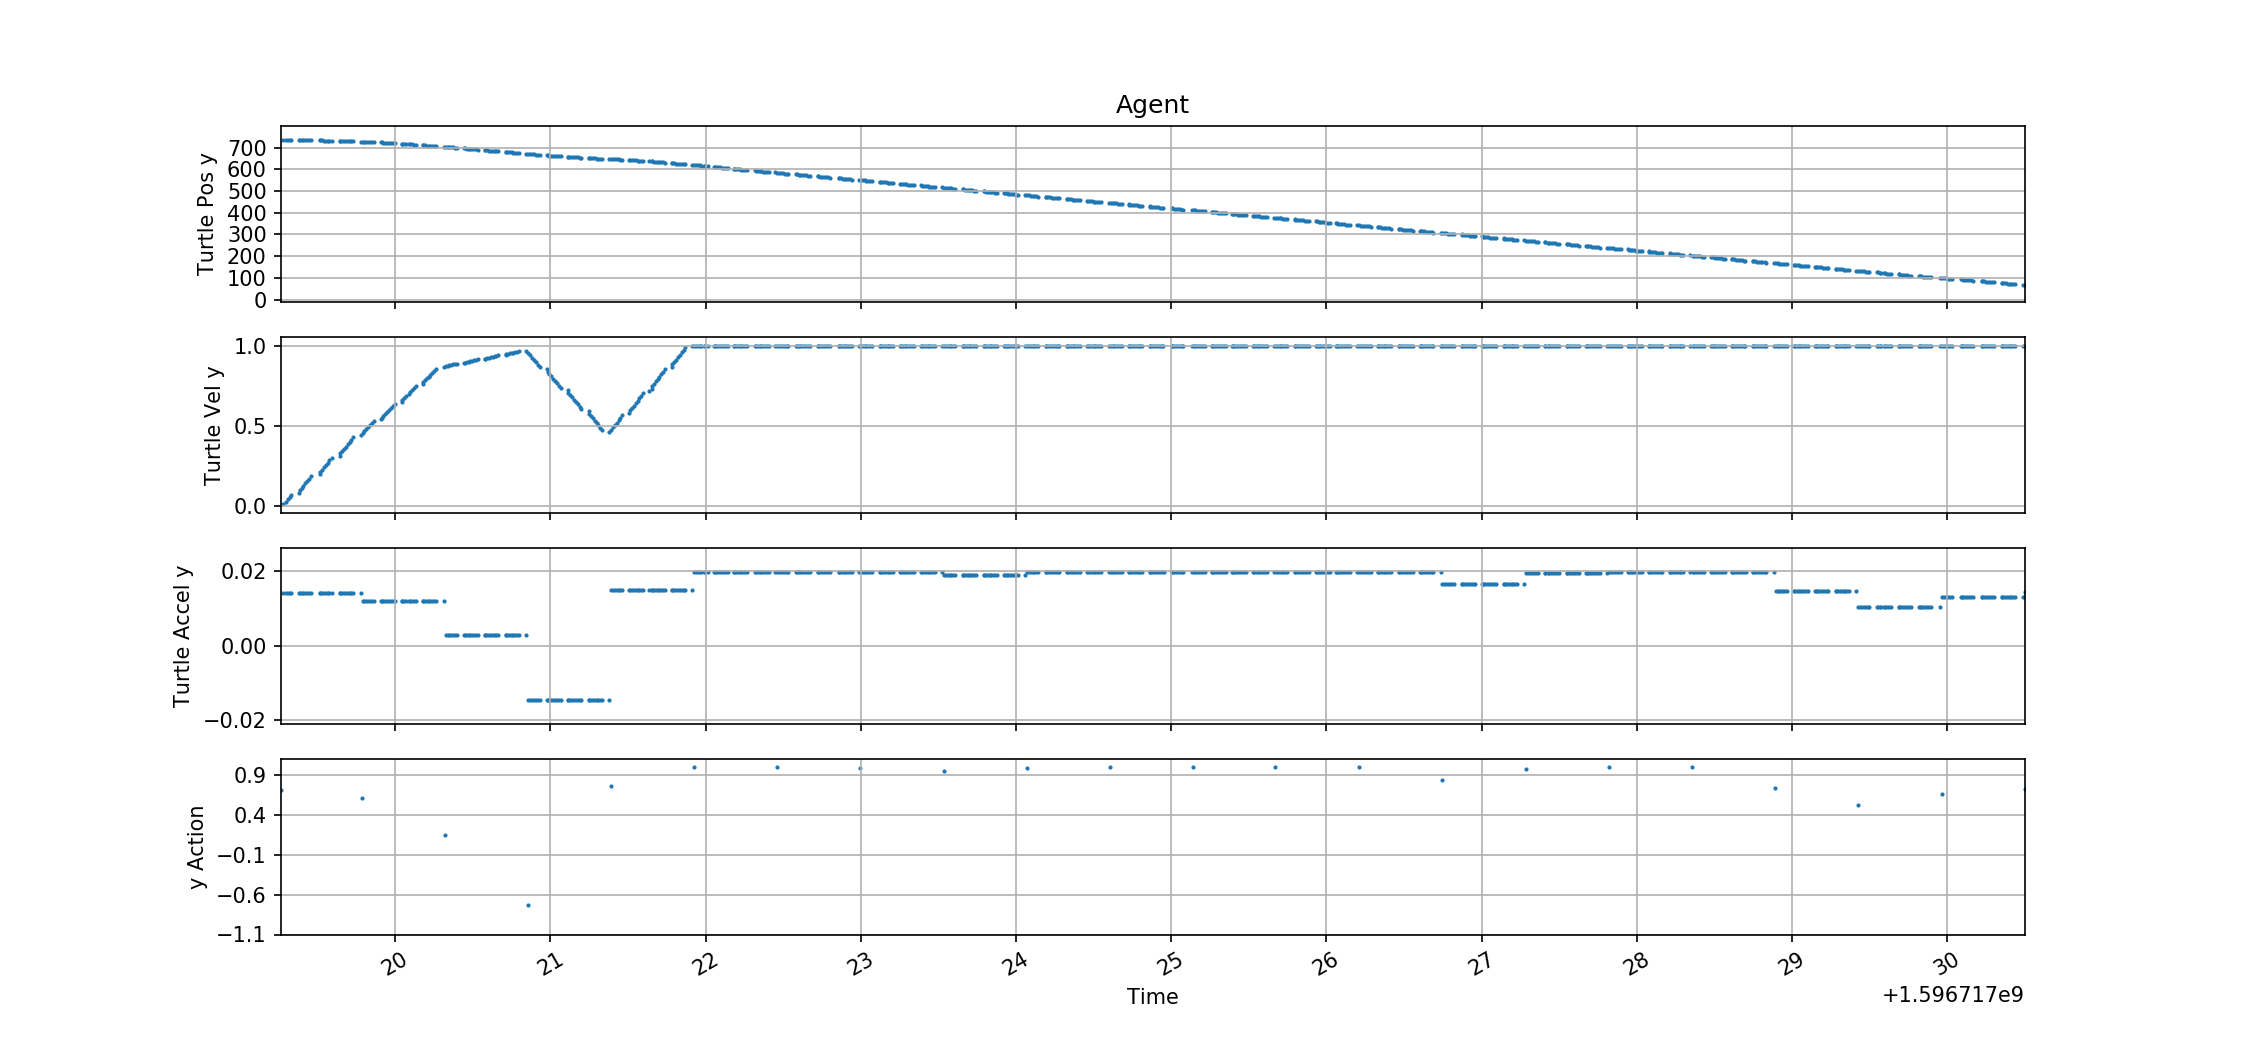 Agent
Turtle Pos y
700
600
500
400
300
200
100
0
Turtle Vel y
1.0
0.5
0.0
Turtle Accel y
0.02
0.00
−0.02
y Action
0.9
0.4
−0.1
−0.6
−1.1
20 21 22 23 24 25 26 27 28 29 30
Time
+1.596717e9